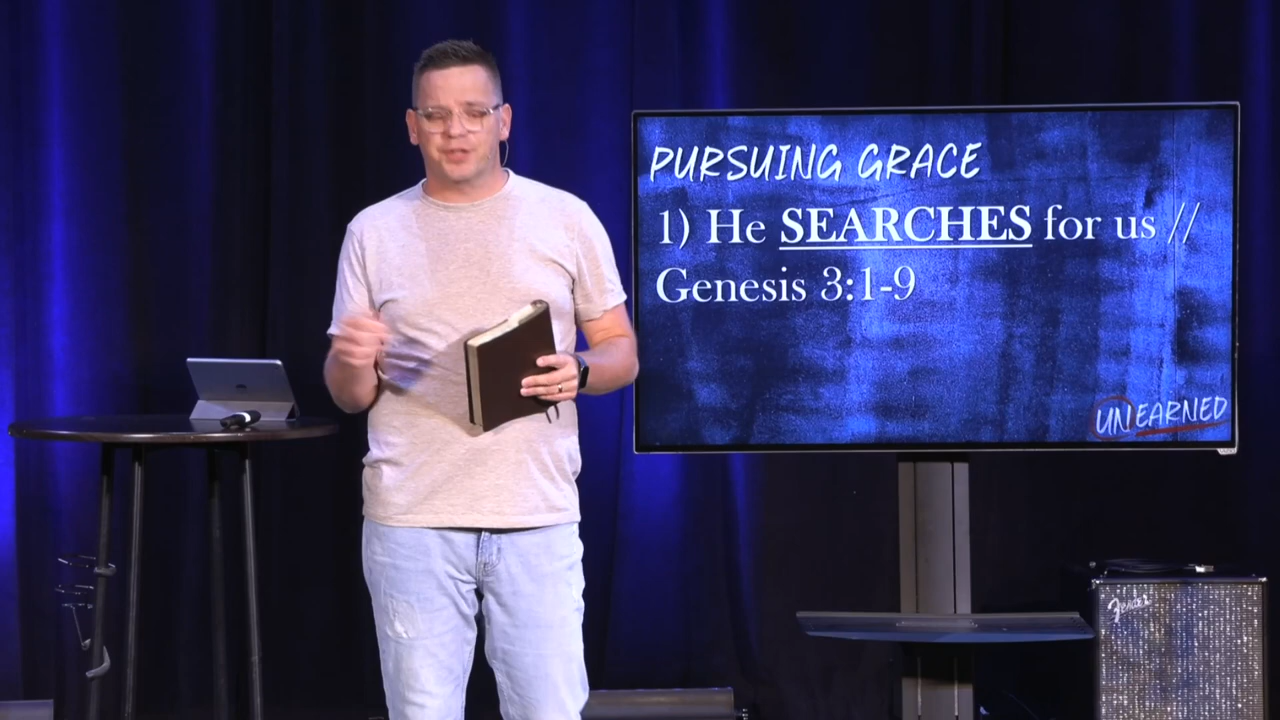 PURSUING GRACE
1) He SEARCHES for us //
Genesis 3:1-9
UNEARNED
Fender